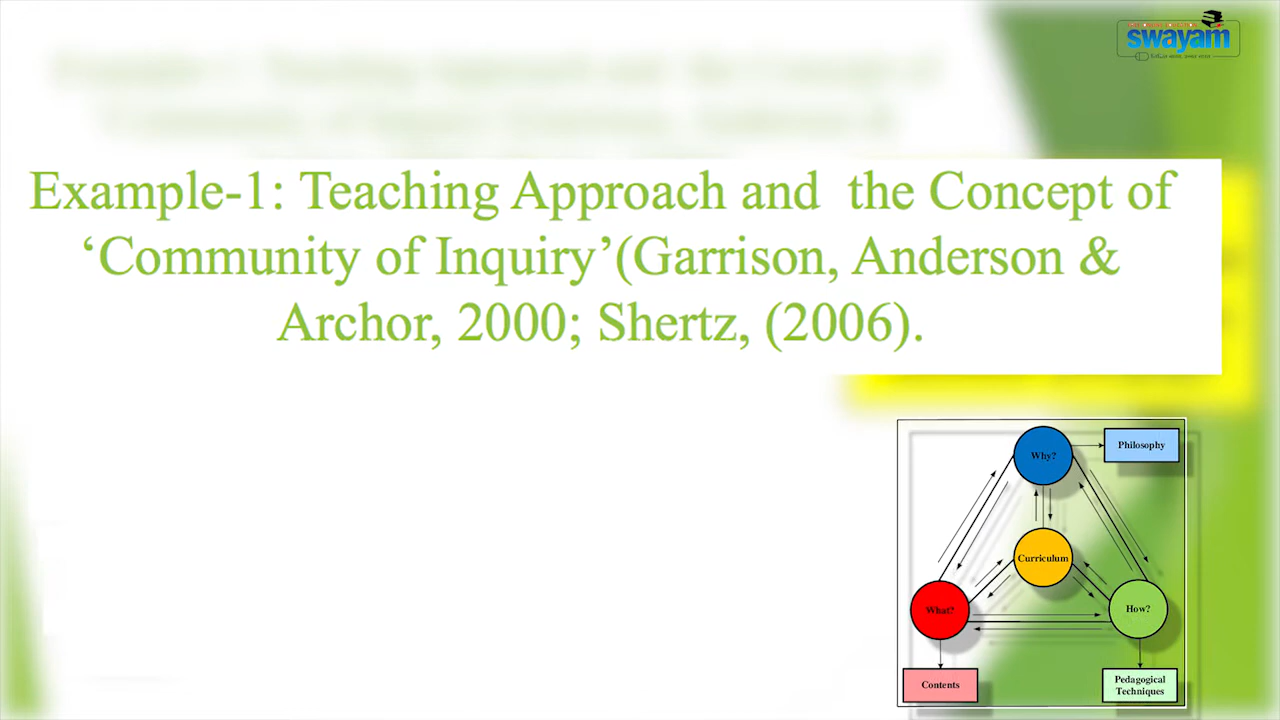 swayam
Example-1: Teaching Approach and the Concept of
‘Community of Inquiry’(Garrison, Anderson &
Archor, 2000; Shertz, (2006).
Why?
Philosophy
Curriculum
What?
How?
Contents
Pedagogical
Techniques